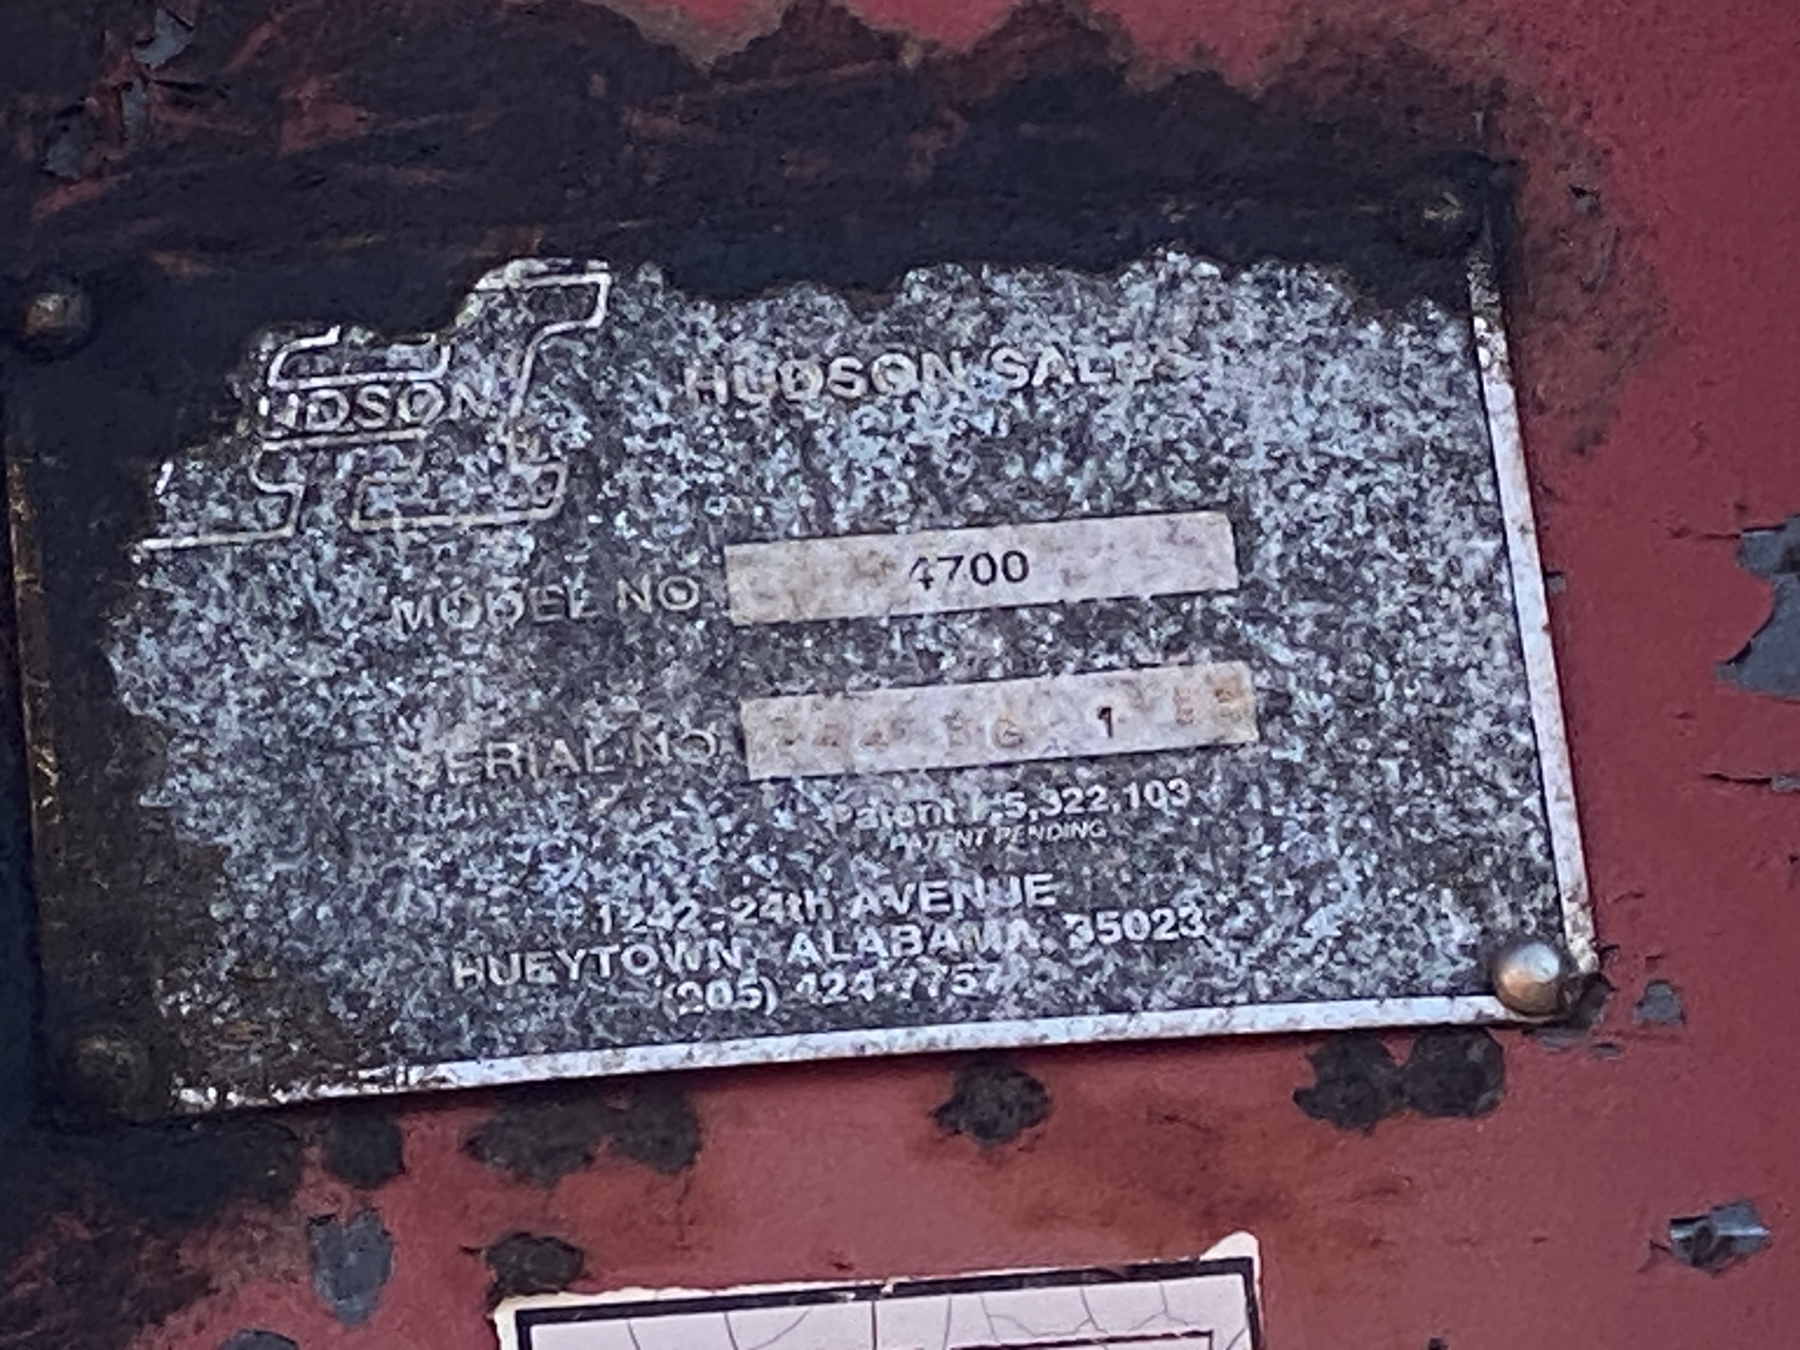 HUDSON SALES
MODEL NO. 4700
SERIAL NO.
Patent # 5,322,103
PATENT PENDING
1242-24th AVENUE
HUEYTOWN, ALABAMA 35023
(205) 424-7757